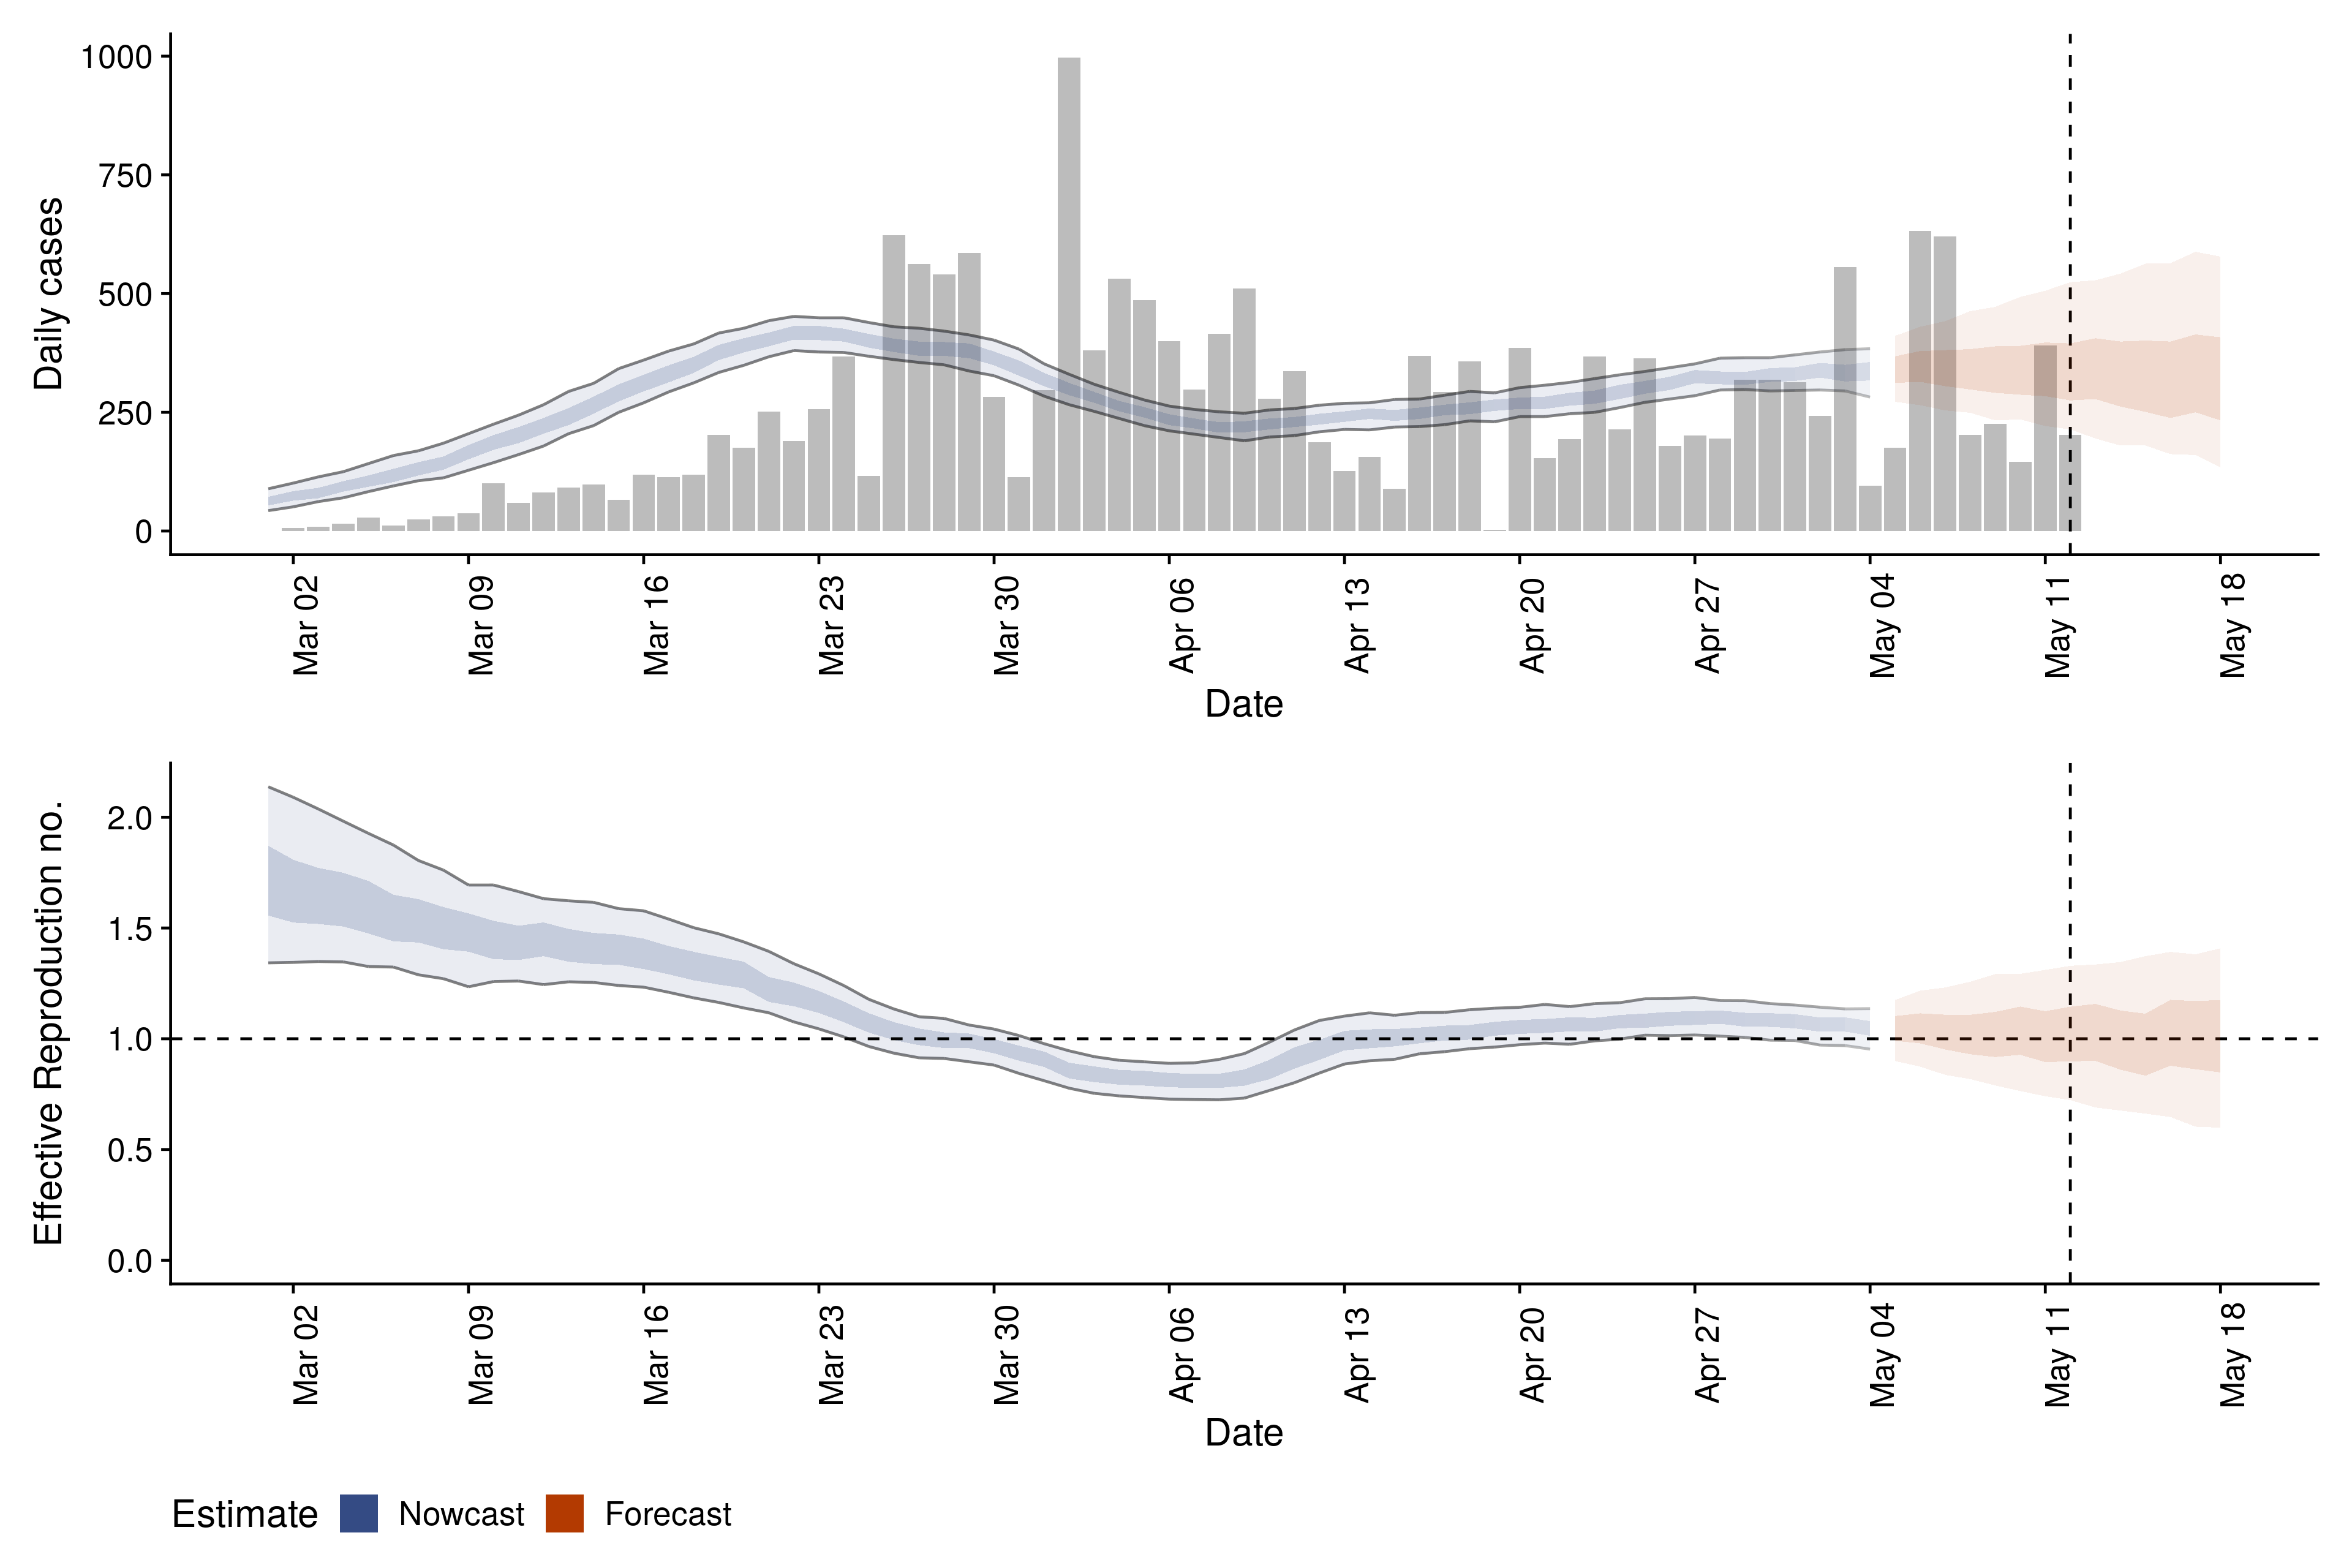 1000
750
500
250
0
Daily cases
Mar 02
Mar 09
Mar 16
Mar 23
Mar 30
Apr 06
Apr 13
Apr 20
Apr 27
May 04
May 11
May 18
Date
2.0
1.5
1.0
0.5
0.0
Effective Reproduction no.
Mar 02
Mar 09
Mar 16
Mar 23
Mar 30
Apr 06
Apr 13
Apr 20
Apr 27
May 04
May 11
May 18
Date
Estimate Nowcast Forecast